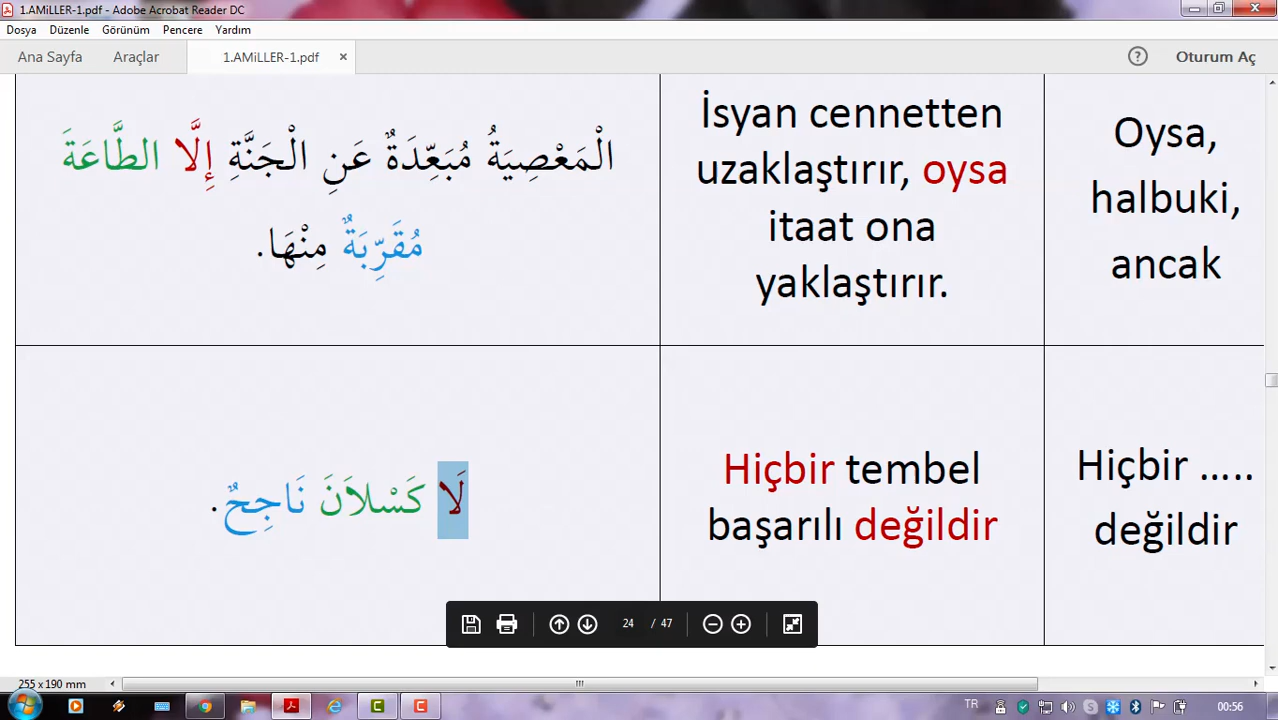 1.AMiLLER-1.pdf - Adobe Acrobat Reader DC
Dosya Düzenle Görünüm Pencere Yardım
Ana Sayfa Araçlar 1.AMiLLER-1.pdf × ? Oturum Aç
الْمَعْصِيَةُ مُبَعِّدَةٌ عَنِ الْجَنَّةِ إِلَّا الطَّاعَةَ
مُقَرِّبَةٌ مِنْهَا.
İsyan cennetten
uzaklaştırır, oysa
itaat ona
yaklaştırır.
Oysa,
halbuki,
ancak
لَا كَسْلاَنَ نَاجِحٌ.
Hiçbir tembel
başarılı değildir
Hiçbir .....
değildir
24 / 47
255 x 190 mm
TR 00:56